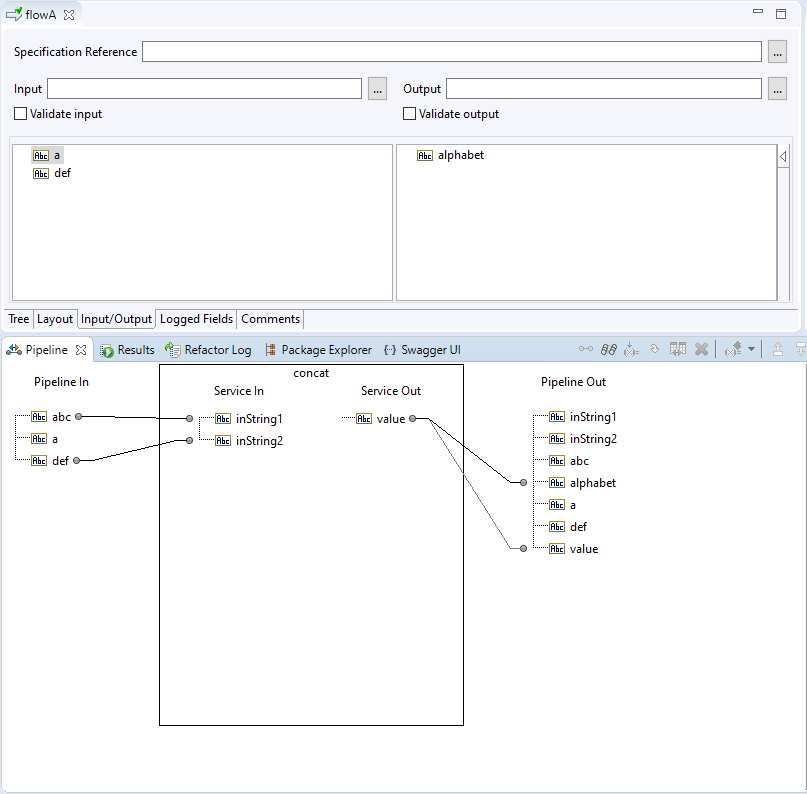 flowA
Specification Reference ...
Input ... Output ...
Validate input Validate output
Abc a Abc alphabet
Abc def
Tree Layout Input/Output Logged Fields Comments
Pipeline Results Refactor Log Package Explorer Swagger UI
concat
Pipeline In Service In Service Out Pipeline Out
Abc abc Abc inString1 Abc value Abc inString1
Abc a Abc inString2 Abc inString2
Abc def Abc abc
Abc alphabet
Abc a
Abc def
Abc value